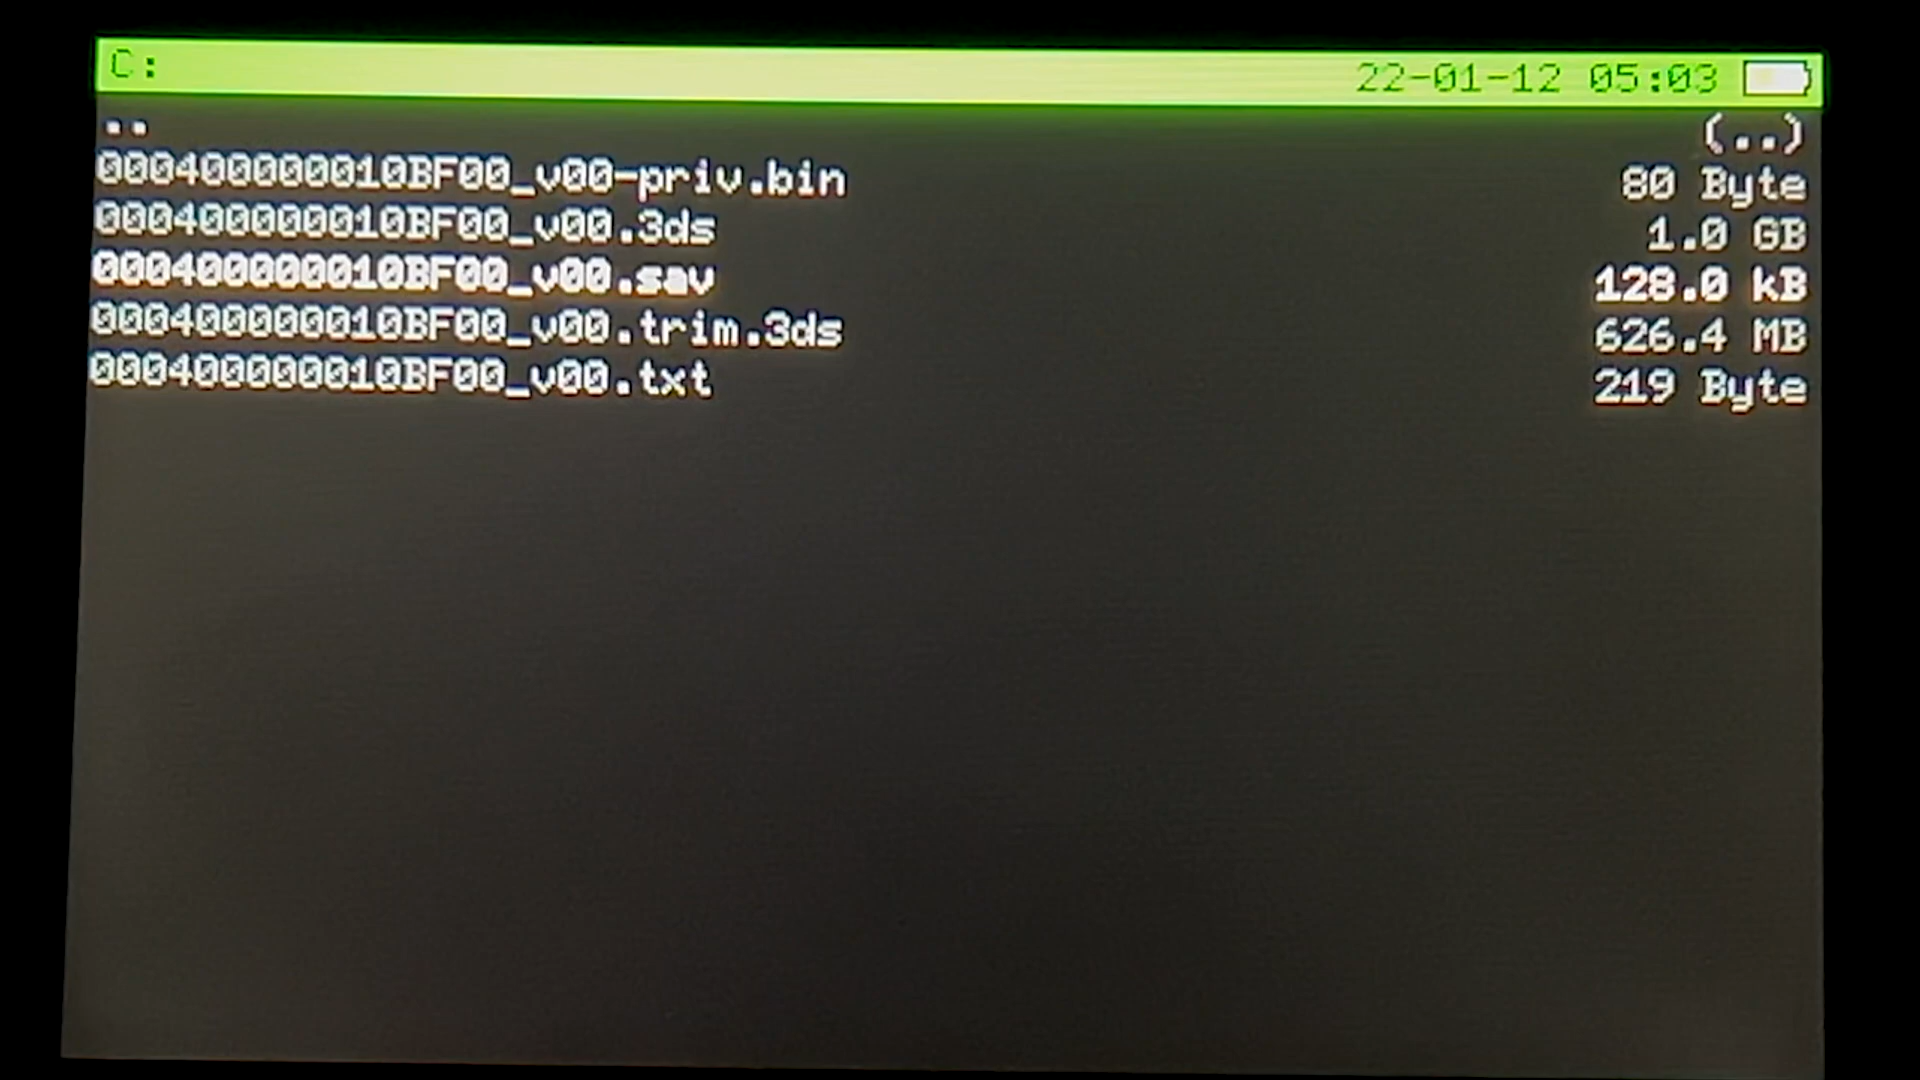 C: 22-01-12 05:03
.. (..)
000400000010BF00_v00-priv.bin 80 Byte
000400000010BF00_v00.3ds 1.0 GB
000400000010BF00_v00.sav 128.0 kB
000400000010BF00_v00.trim.3ds 626.4 MB
000400000010BF00_v00.txt 219 Byte